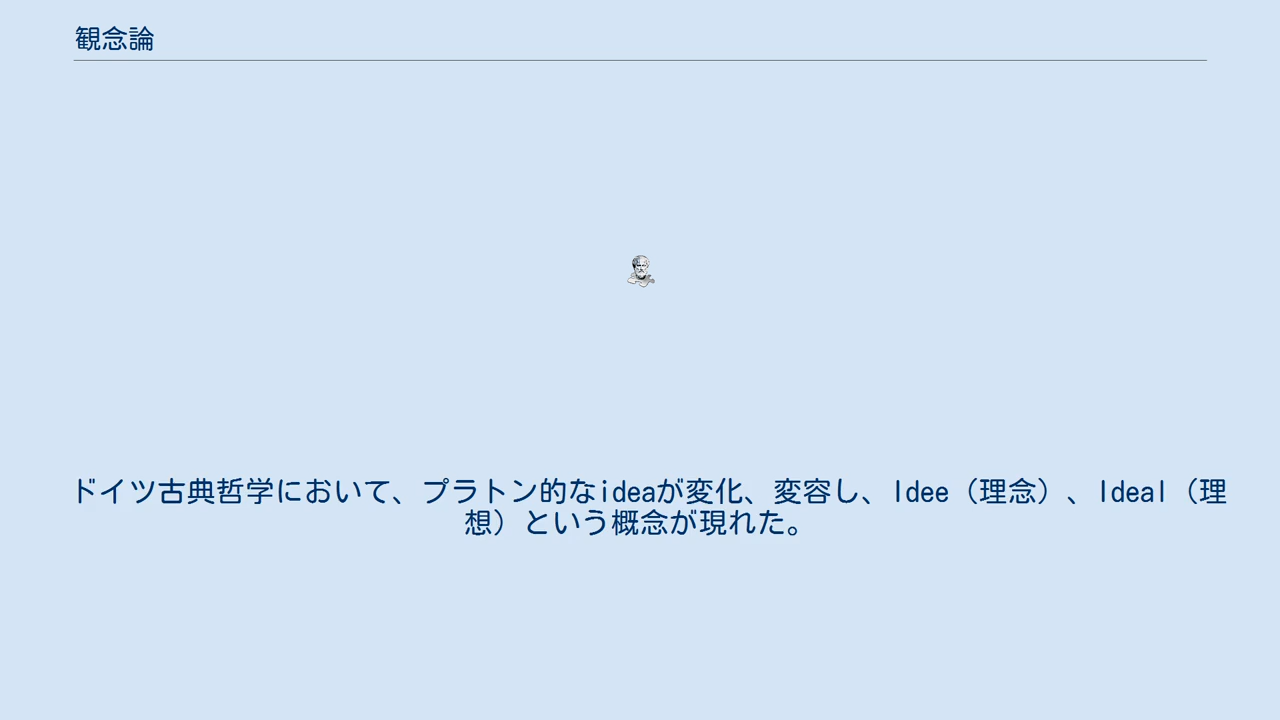 観念論
ドイツ古典哲学において、プラトン的なideaが変化、変容し、Idee（理念）、Ideal（理
想）という概念が現れた。